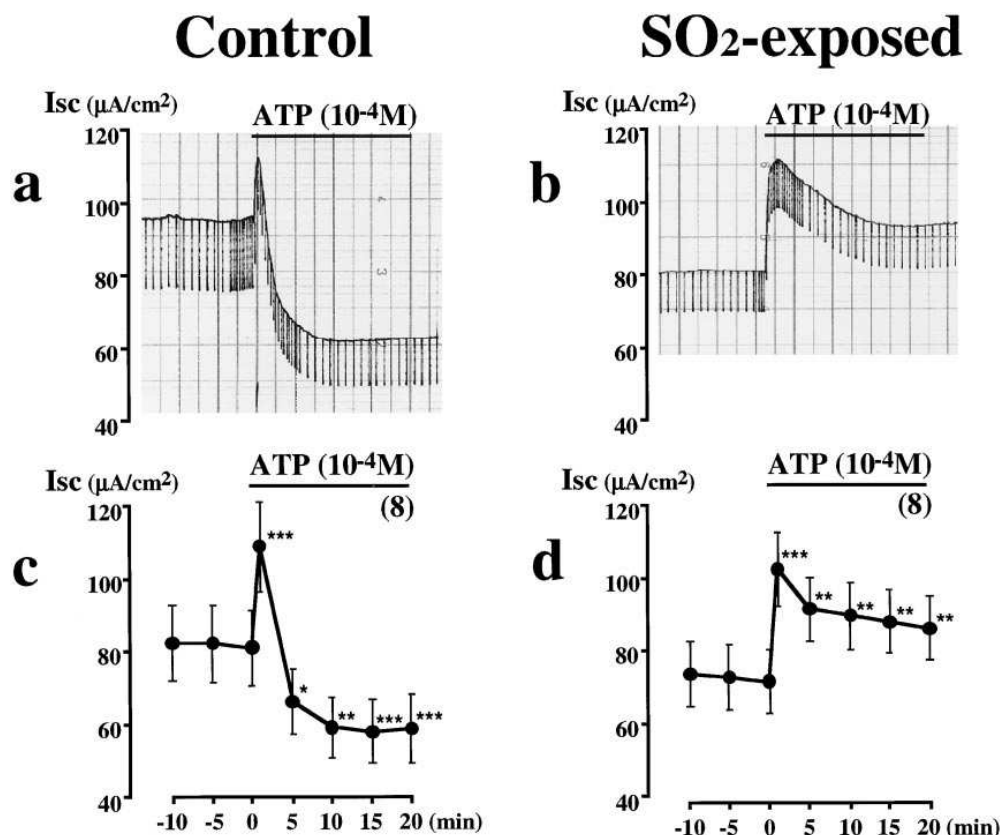 Control
SO2-exposed
Isc (μA/cm²)
ATP (10-4M)
120
100
80
60
40
a
Isc (μA/cm²)
ATP (10-4M)
120
100
80
60
40
b
Isc (μA/cm²)
ATP (10-4M)
(8)
120
100
80
60
40
c
***
*
**
***
***
-10 -5 0 5 10 15 20 (min)
Isc (μA/cm²)
ATP (10-4M)
(8)
120
100
80
60
40
d
***
**
**
**
**
-10 -5 0 5 10 15 20 (min)